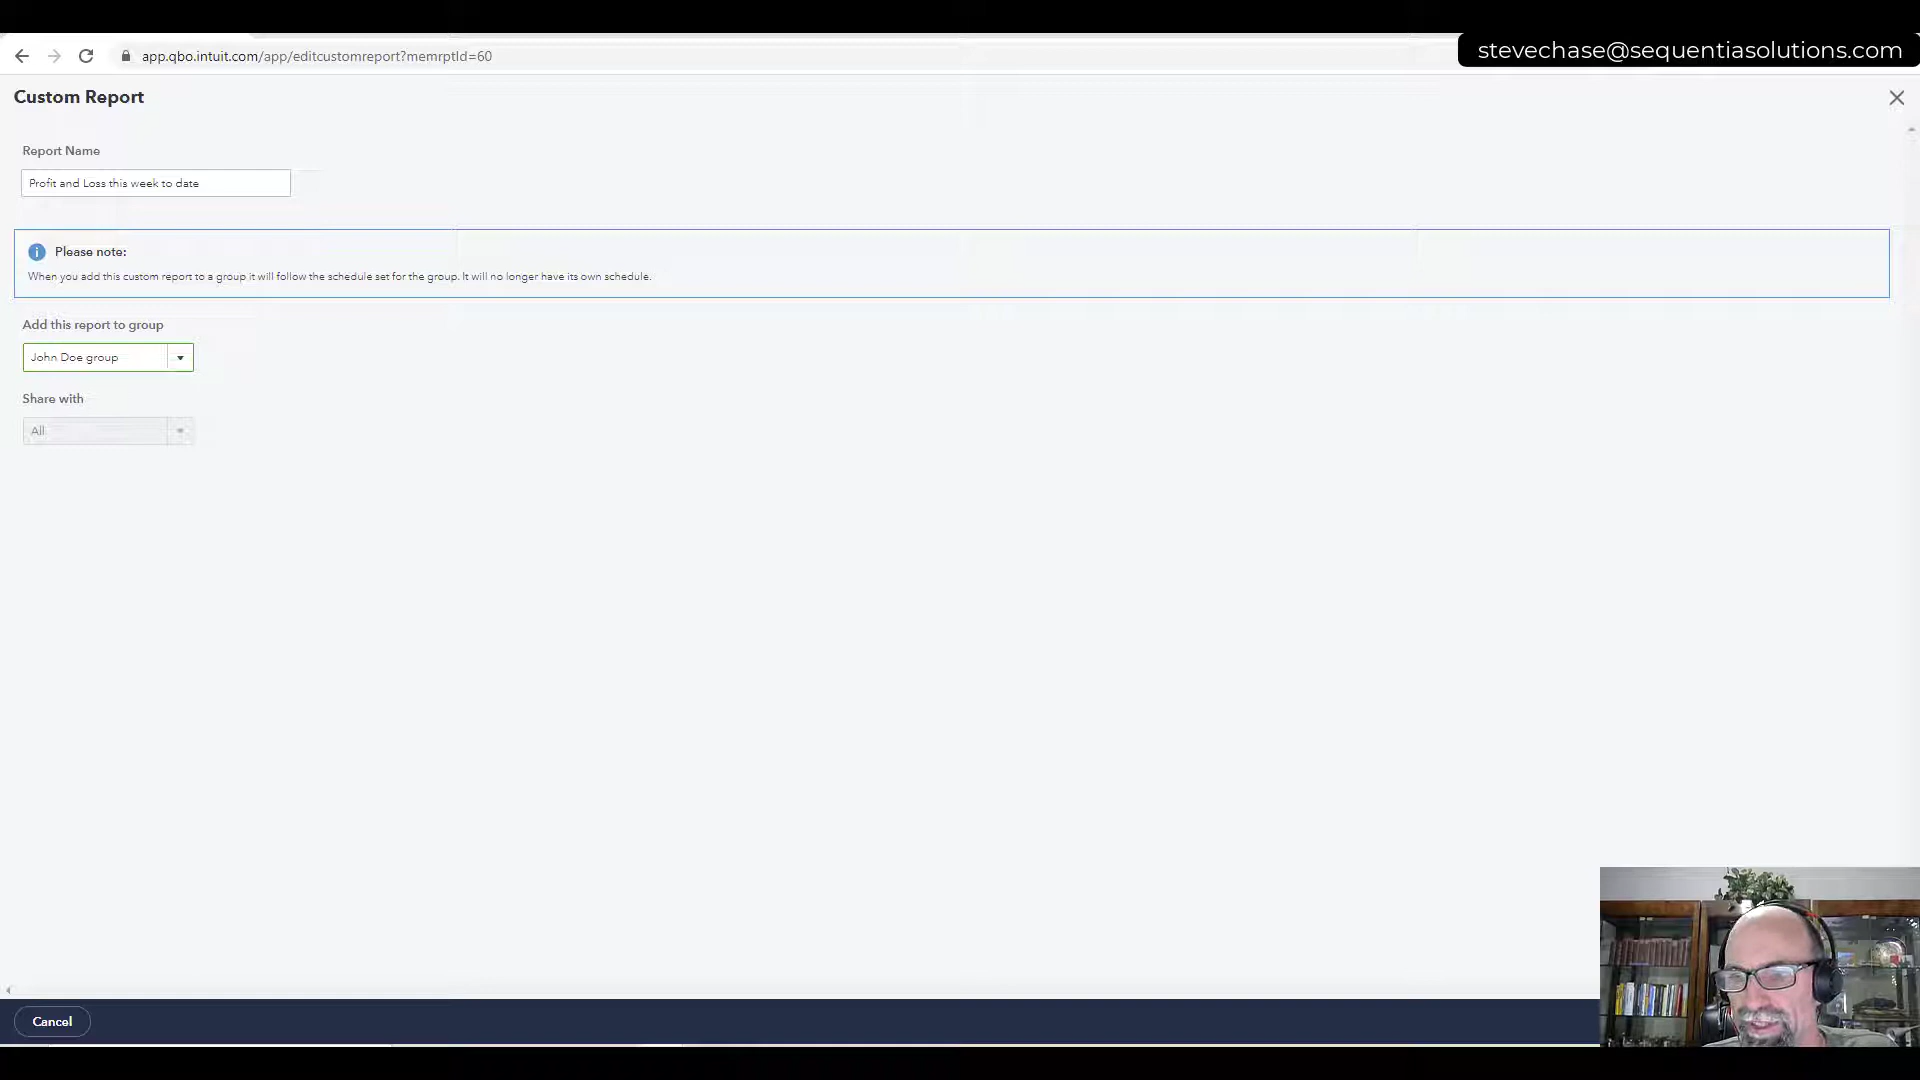 app.qbo.intuit.com/app/editcustomreport?memrptId=60
stevechase@sequentiasolutions.com
Custom Report
Report Name
Profit and Loss this week to date
Please note:
When you add this custom report to a group it will follow the schedule set for the group. It will no longer have its own schedule.
Add this report to group
John Doe group
Share with
All
Cancel